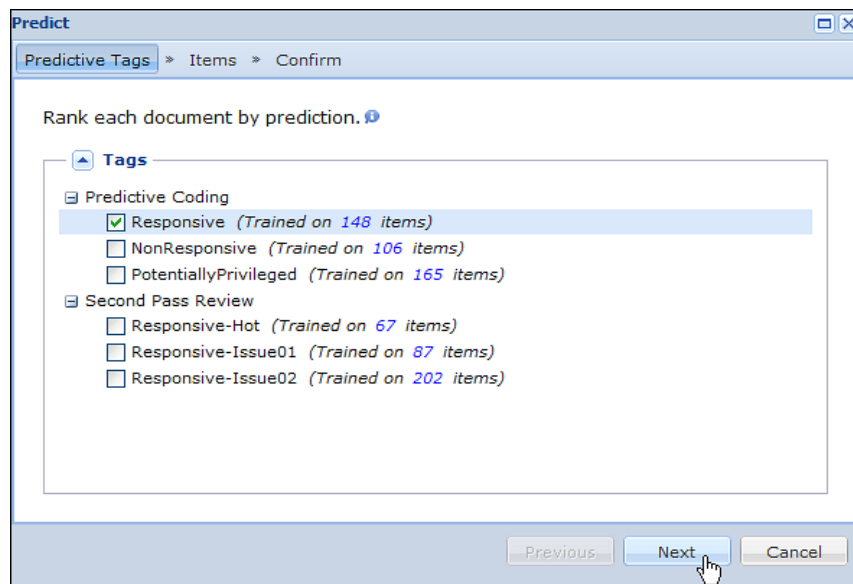 Predict
Predictive Tags » Items » Confirm
Rank each document by prediction.
Tags
Predictive Coding
Responsive (Trained on 148 items)
NonResponsive (Trained on 106 items)
PotentiallyPrivileged (Trained on 165 items)
Second Pass Review
Responsive-Hot (Trained on 67 items)
Responsive-Issue01 (Trained on 87 items)
Responsive-Issue02 (Trained on 202 items)
Previous Next Cancel